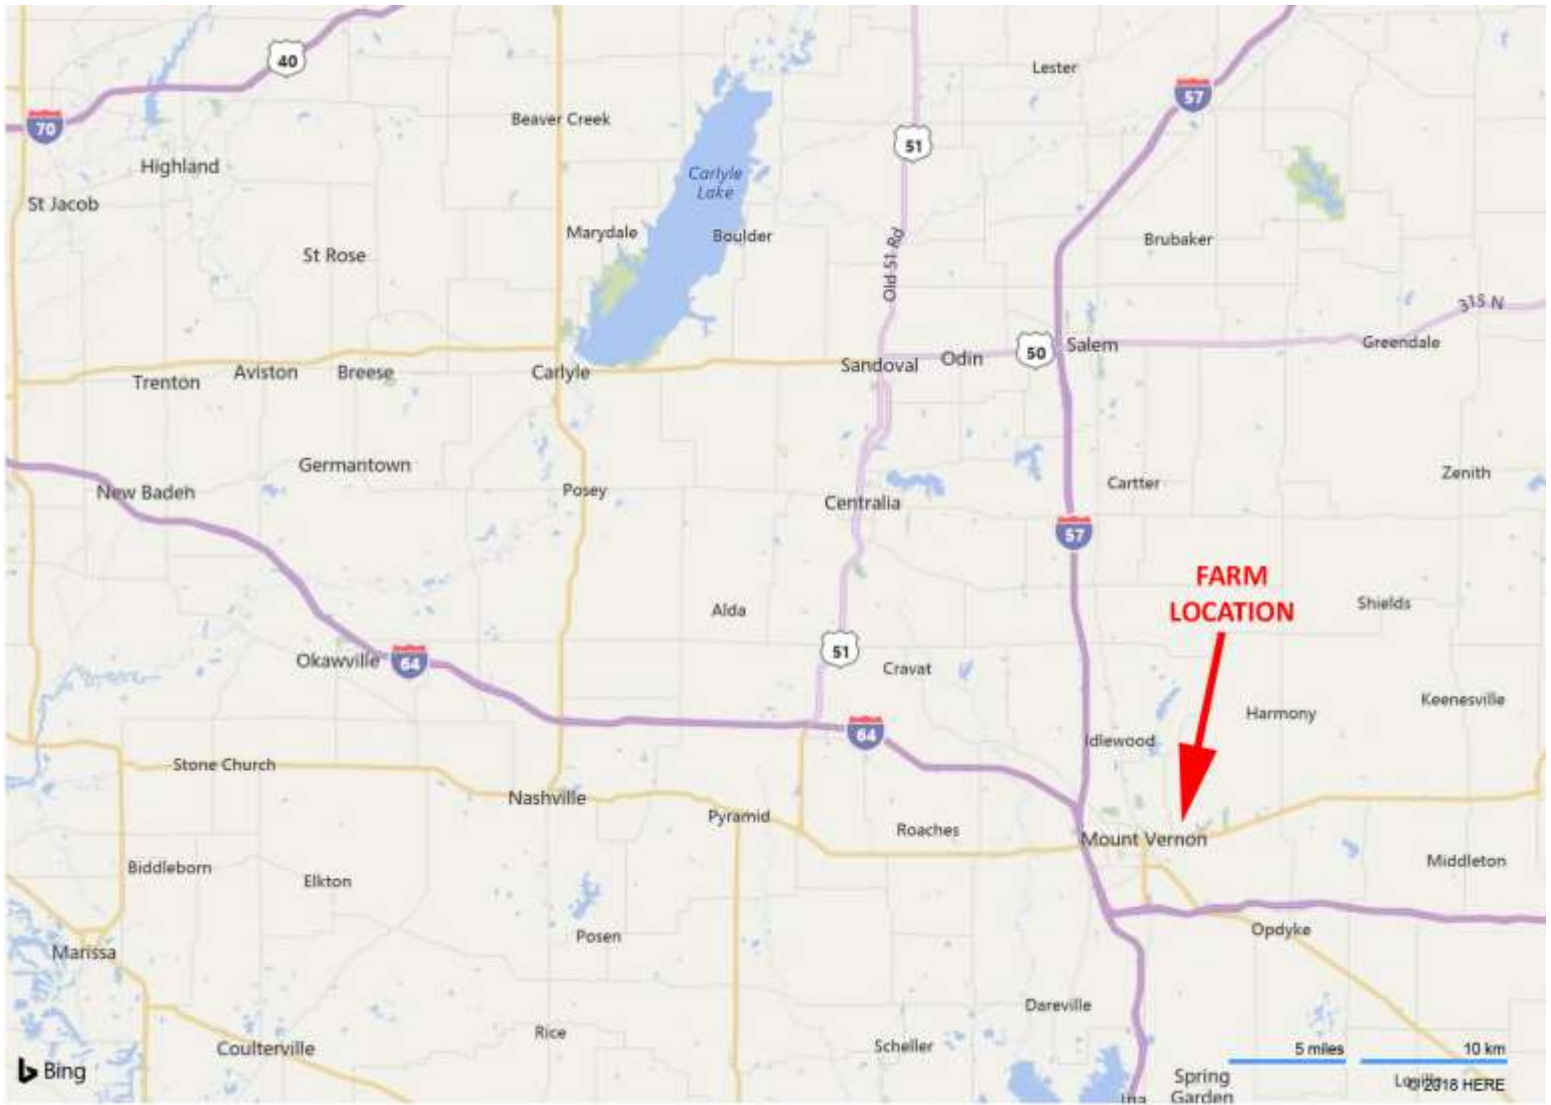 40
Lester
57
70
Beaver Creek
51
Highland
Carlyle
Lake
St Jacob
Marydale
Boulder
Brubaker
St Rose
Old 51 Rd
315 N
Sandoval
Odin
50
Salem
Greendale
Trenton
Aviston
Breese
Carlyle
Germantown
Zenith
New Baden
Posey
Centralia
Cartter
57
FARM
LOCATION
Alda
Shields
51
Okawville
64
Cravat
Keenesville
Harmony
64
Idlewood
Stone Church
Nashville
Pyramid
Roaches
Mount Vernon
Biddleborn
Elkton
Middleton
Posen
Opdyke
Marissa
Dareville
Rice
Coulterville
Scheller
5 miles
10 km
Bing
Spring
Garden
Ina
© 2018 HERE